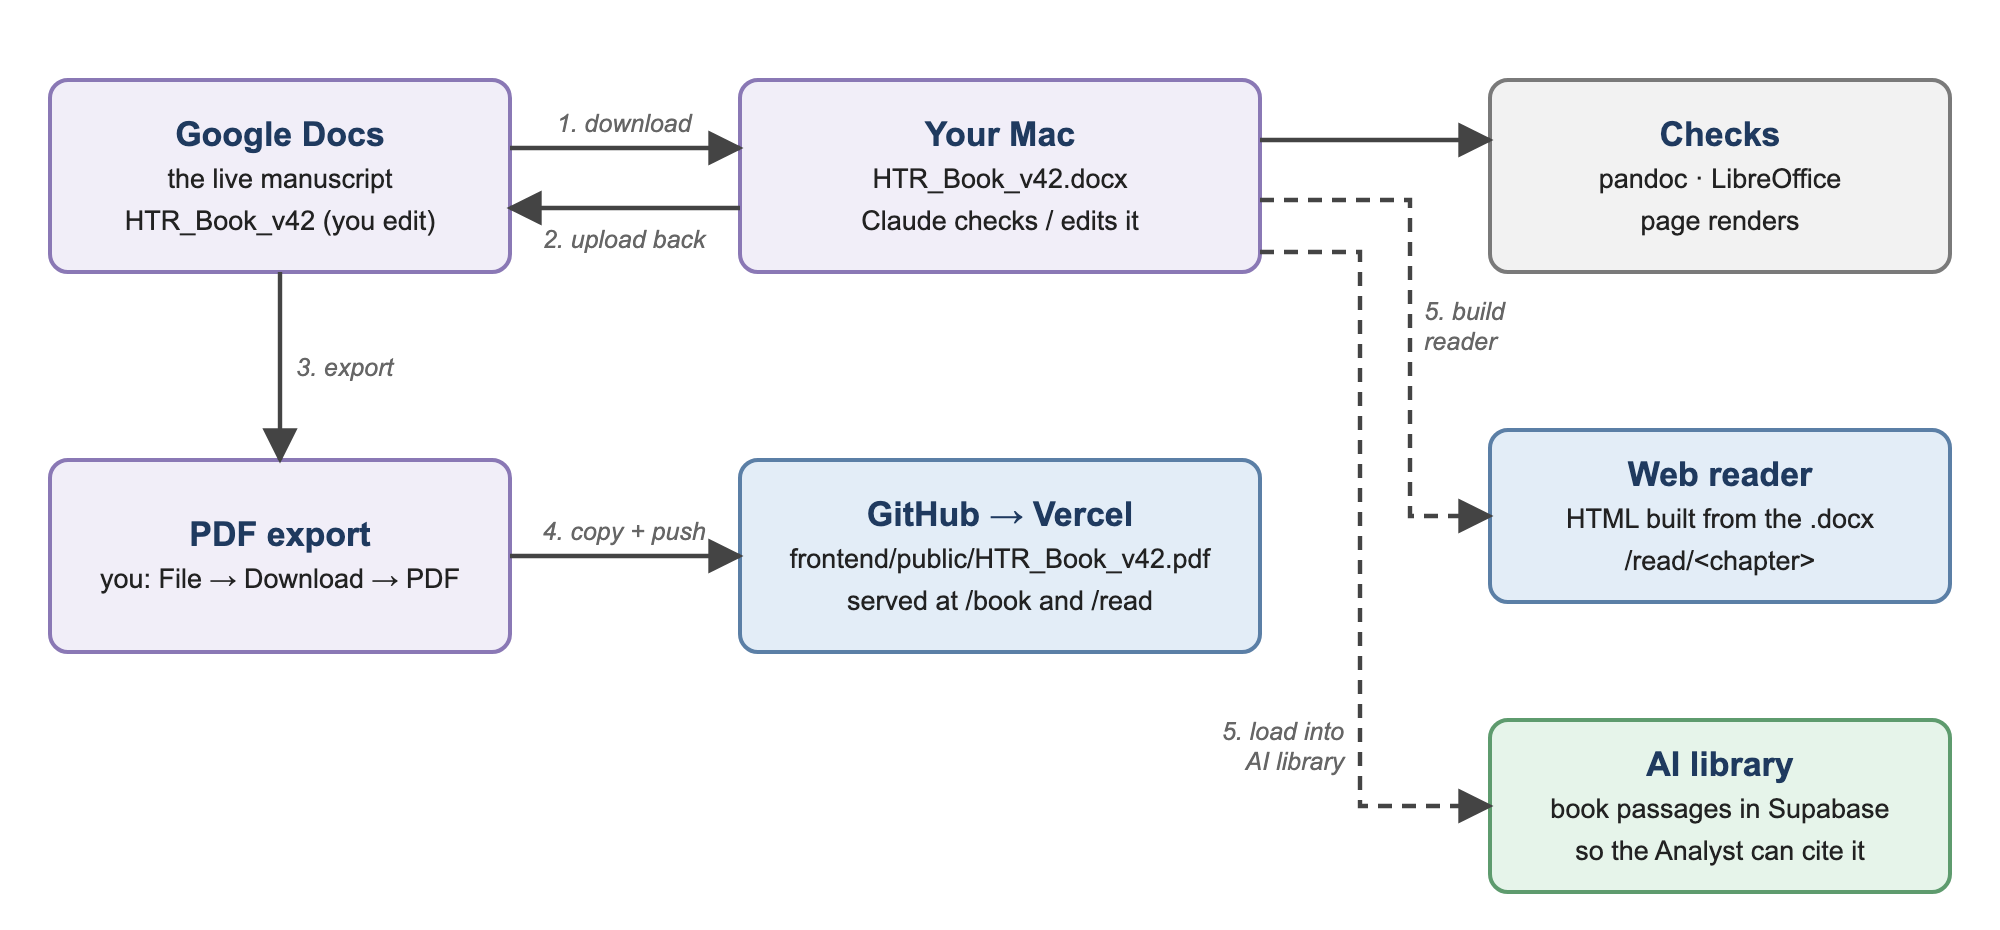 Google Docs
the live manuscript
HTR_Book_v42 (you edit)
1. download
2. upload back
Your Mac
HTR_Book_v42.docx
Claude checks / edits it
Checks
pandoc · LibreOffice
page renders
3. export
5. build
reader
PDF export
you: File → Download → PDF
4. copy + push
GitHub → Vercel
frontend/public/HTR_Book_v42.pdf
served at /book and /read
Web reader
HTML built from the .docx
/read/<chapter>
5. load into
AI library
AI library
book passages in Supabase
so the Analyst can cite it